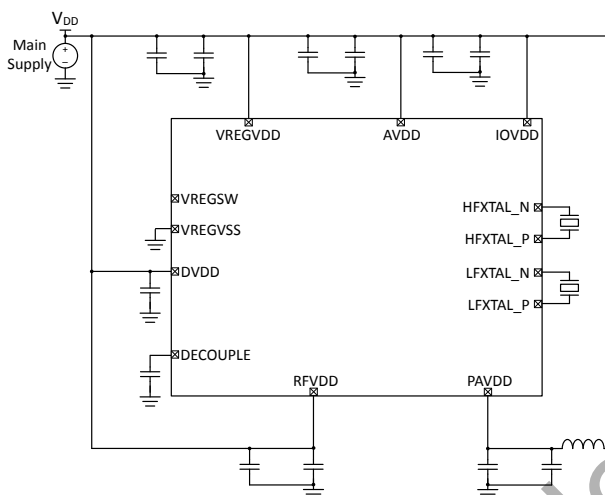 VDD
Main
Supply
VREGVDD
AVDD
IOVDD
VREGSW
HFXTAL_N
VREGVSS
HFXTAL_P
DVDD
LFXTAL_N
LFXTAL_P
DECOUPLE
RFVDD
PAVDD